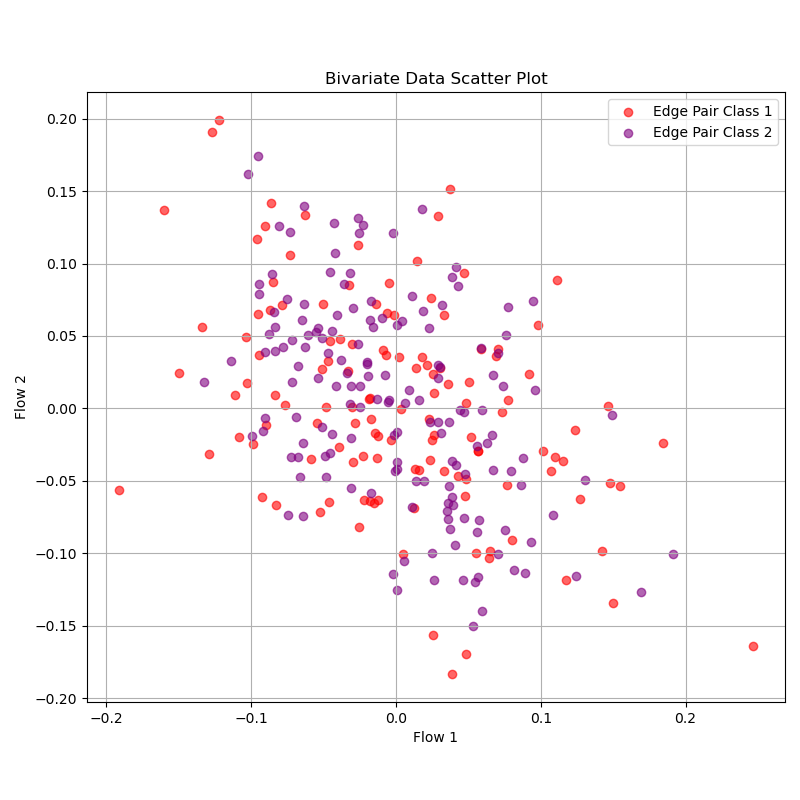 Bivariate Data Scatter Plot
Edge Pair Class 1
Edge Pair Class 2
0.20
0.15
0.10
0.05
0.00
−0.05
−0.10
−0.15
−0.20
Flow 2
−0.2
−0.1
0.0
0.1
0.2
Flow 1